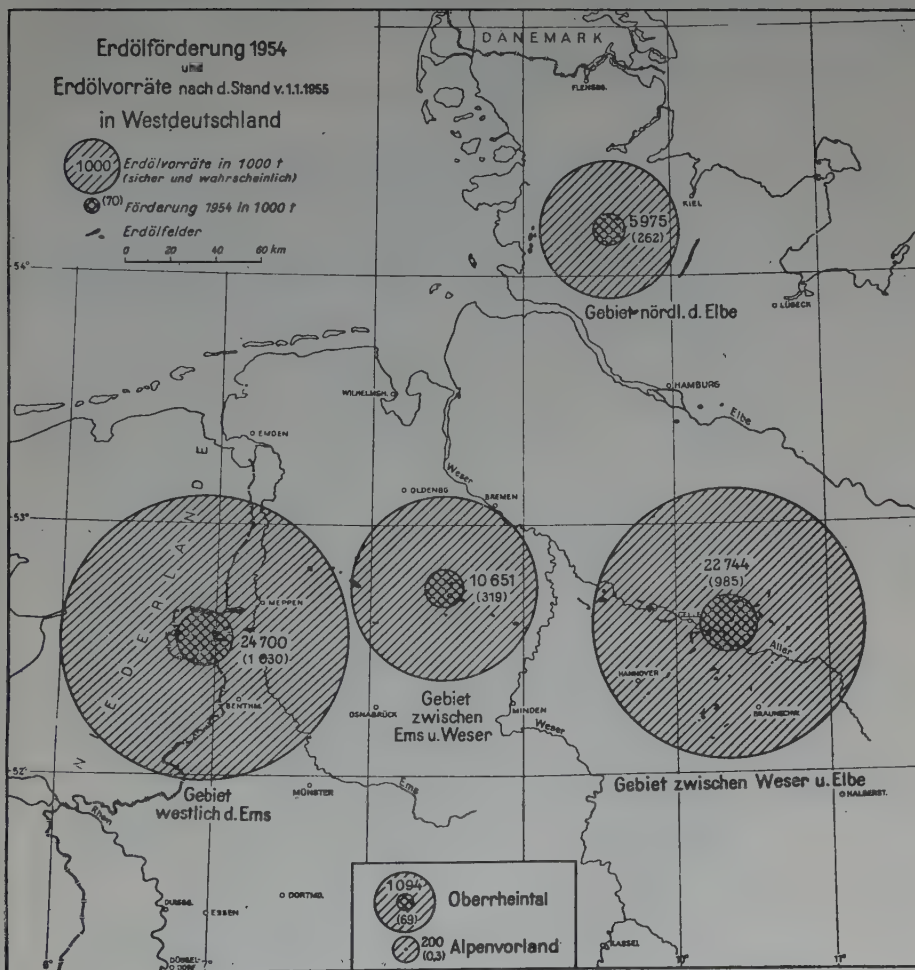 Erdölförderung 1954
und
Erdölvorräte nach d. Stand v. 1.1.1955
in Westdeutschland
1000 Erdölvorräte in 1000 t
(sicher und wahrscheinlich)
(70) Förderung 1954 in 1000 t
Erdölfelder
0 20 40 60 km
DÄNEMARK
FLENSBG.
KIEL
5975
(262)
54°
LÜBECK
Gebiet nördl. d. Elbe
WILHELMSH.
HAMBURG
Elbe
EMDEN
Weser
OLDENBG
BREMEN
53°
NEDERLANDE
MEPPEN
24 700
(1 030)
BENTHM.
10 651
(319)
22 744
(985)
CELLE
Aller
HANNOVER
BRAUNSCHW.
OSNABRÜCK
MINDEN
Weser
Gebiet
zwischen
Ems u. Weser
52°
Gebiet
westlich d. Ems
MÜNSTER
Ems
Gebiet zwischen Weser u. Elbe
HALBERST.
Rhein
DORTMD.
DUISBG.
ESSEN
DÜSSEL-
DORF
KASSEL
1094
(69)
Oberrheintal
200
(0,3)
Alpenvorland
6°
10°
11°